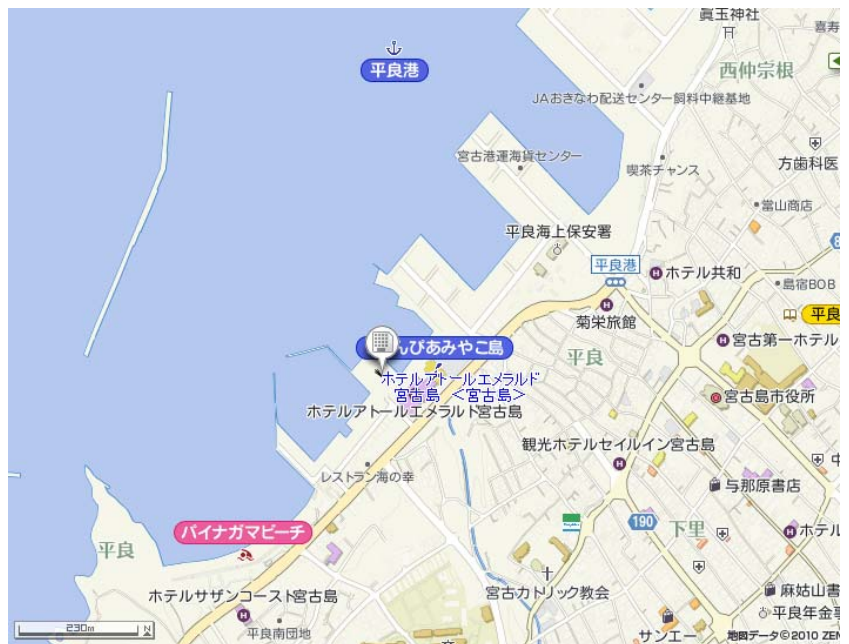 眞玉神社
喜寿
平良港
西仲宗根
JAおきなわ配送センター飼料中継基地
宮古港運海貨センター
方歯科医
喫茶チャンス
當山商店
平良海上保安署
平良港
ホテル共和
島宿BOB
菊栄旅館
平良
んぴあみやこ島
平良
宮古第一ホテル
ホテルアトールエメラルド
宮古島 <宮古島>
宮古島市役所
ホテルアトールエメラルド宮古島
観光ホテルセイルイン宮古島
中
レストラン海の幸
与那原書店
190
パイナガマビーチ
下里
ホテル
平良
宮古カトリック教会
麻姑山書
ホテルサザンコースト宮古島
平良年金事
230m
N
平良南団地
サンエー
地図データ©2010 ZEN